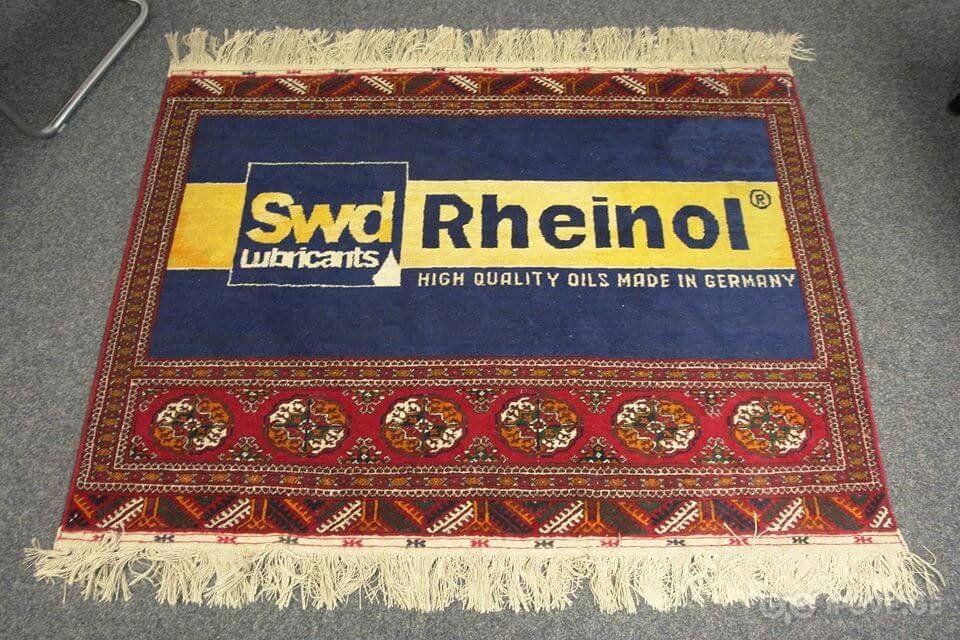 Swd
Lubricants
Rheinol®
HIGH QUALITY OILS MADE IN GERMANY